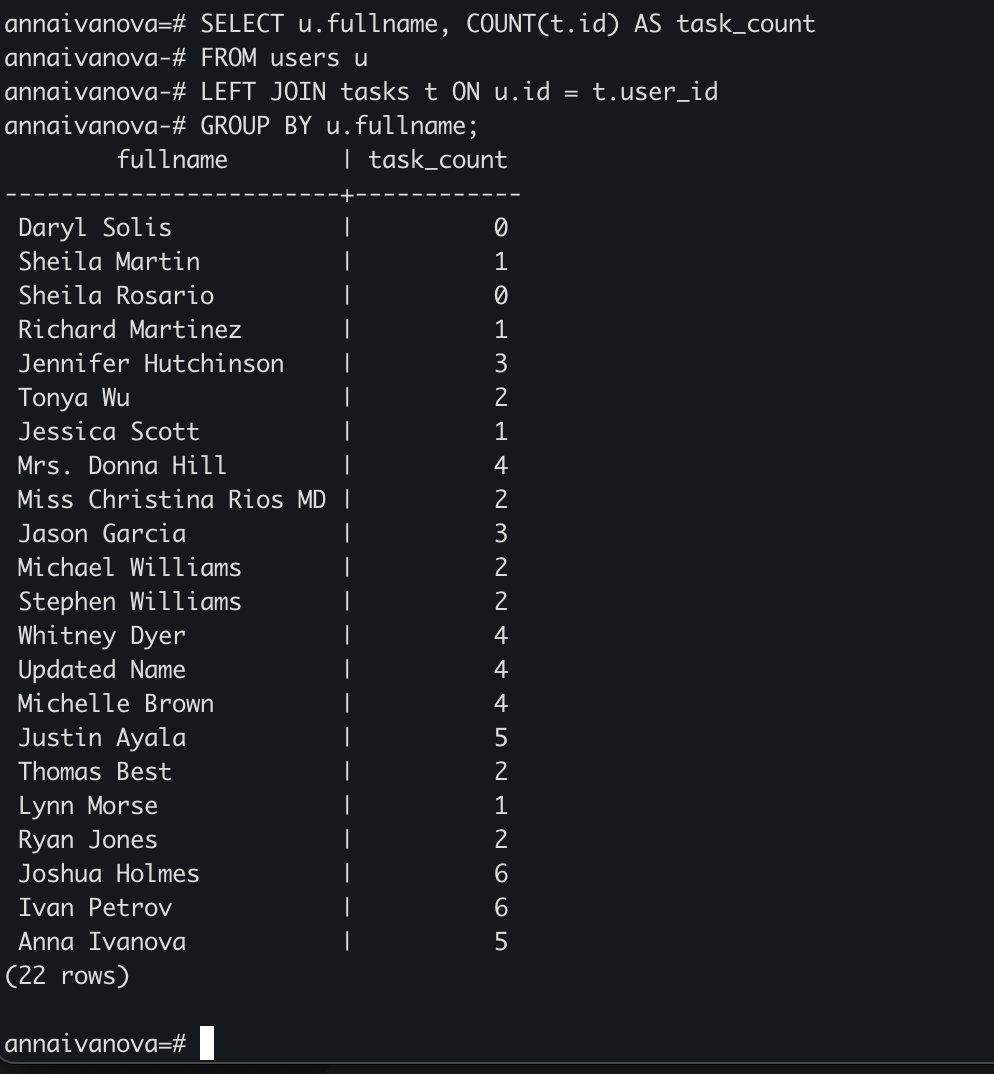 annaivanova=# SELECT u.fullname, COUNT(t.id) AS task_count
annaivanova-# FROM users u
annaivanova-# LEFT JOIN tasks t ON u.id = t.user_id
annaivanova-# GROUP BY u.fullname;
        fullname        | task_count
------------------------+------------
 Daryl Solis            |          0
 Sheila Martin          |          1
 Sheila Rosario         |          0
 Richard Martinez       |          1
 Jennifer Hutchinson    |          3
 Tonya Wu               |          2
 Jessica Scott          |          1
 Mrs. Donna Hill        |          4
 Miss Christina Rios MD |          2
 Jason Garcia           |          3
 Michael Williams       |          2
 Stephen Williams       |          2
 Whitney Dyer           |          4
 Updated Name           |          4
 Michelle Brown         |          4
 Justin Ayala           |          5
 Thomas Best            |          2
 Lynn Morse             |          1
 Ryan Jones             |          2
 Joshua Holmes          |          6
 Ivan Petrov            |          6
 Anna Ivanova           |          5
(22 rows)
annaivanova=#